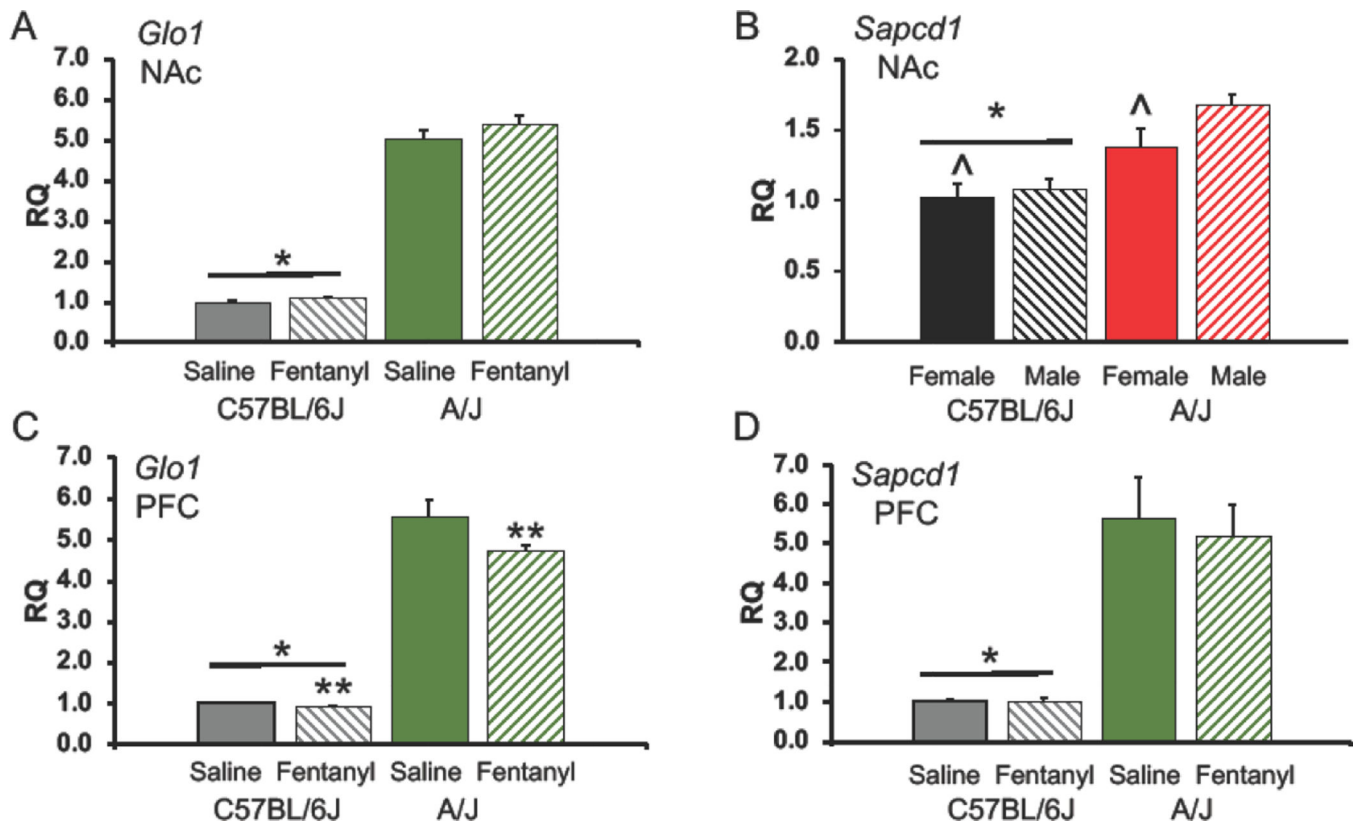 A
Glo1
NAc
7.0
6.0
5.0
4.0
3.0
2.0
1.0
0.0
RQ
*
Saline Fentanyl Saline Fentanyl
C57BL/6J A/J
B
Sapcd1
NAc
2.0
1.5
1.0
0.5
0.0
RQ
*
^ ^
Female Male Female Male
C57BL/6J A/J
C
Glo1
PFC
7.0
6.0
5.0
4.0
3.0
2.0
1.0
0.0
RQ
*
** **
Saline Fentanyl Saline Fentanyl
C57BL/6J A/J
D
Sapcd1
PFC
7.0
6.0
5.0
4.0
3.0
2.0
1.0
0.0
RQ
*
Saline Fentanyl Saline Fentanyl
C57BL/6J A/J